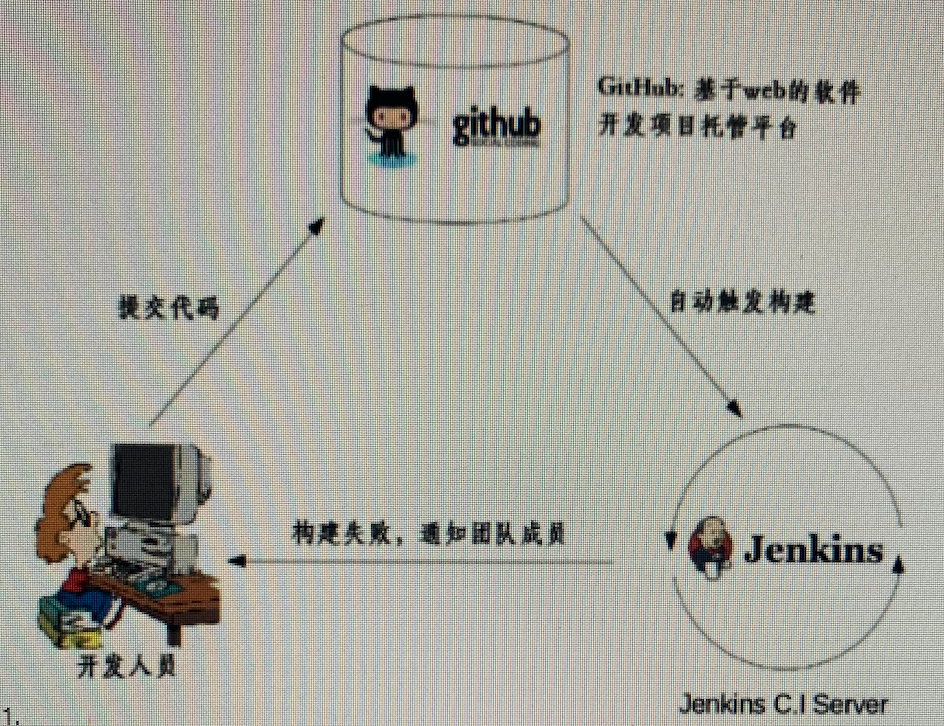 github
SOCIAL CODING
GitHub: 基于web的软件
开发项目托管平台
提交代码
自动触发构建
构建失败，通知团队成员
Jenkins
开发人员
Jenkins C.I Server
1.